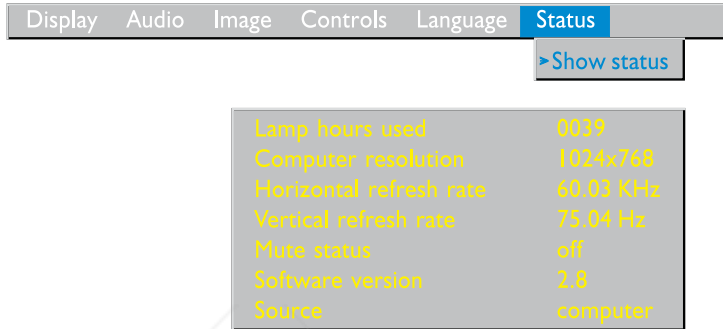 Display Audio Image Controls Language Status
➤Show status
Lamp hours used 0039
Computer resolution 1024x768
Horizontal refresh rate 60.03 KHz
Vertical refresh rate 75.04 Hz
Mute status off
Software version 2.8
Source computer